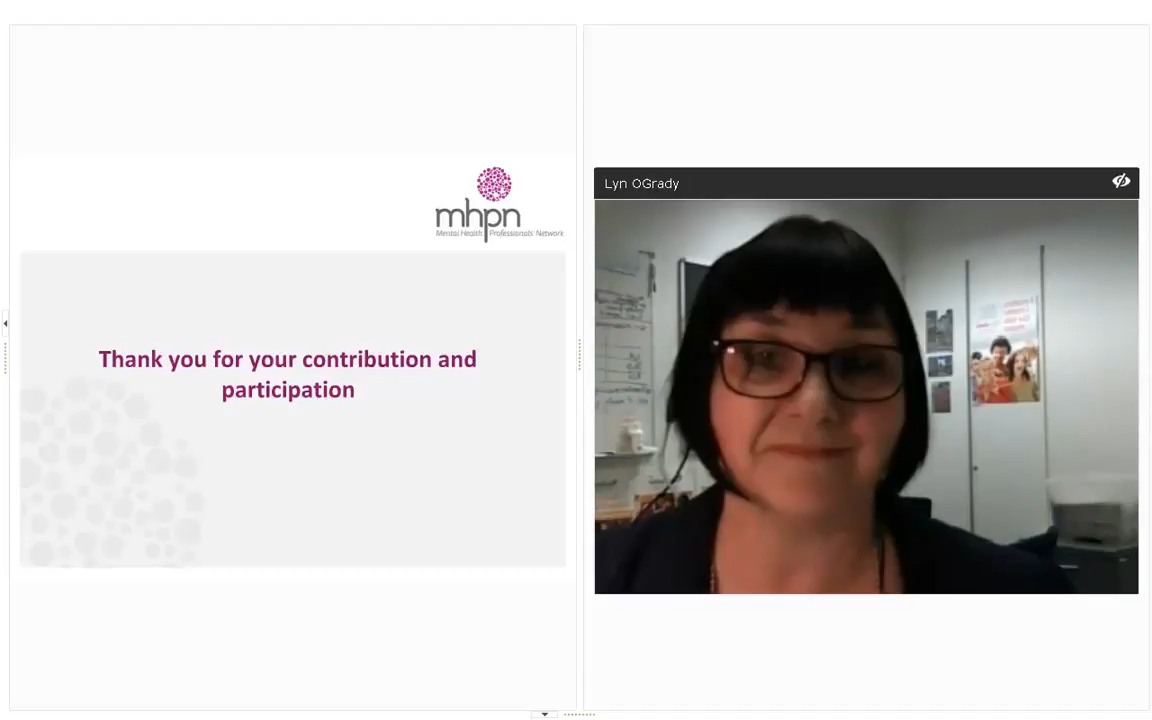 mhpn
Mental Health Professionals' Network
Thank you for your contribution and
participation
Lyn OGrady